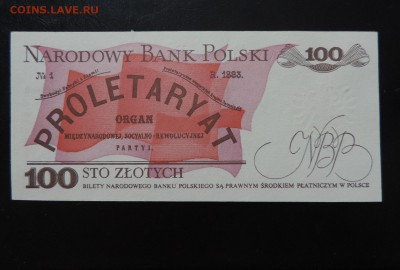 COINS.LAVE.RU
NARODOWY BANK POLSKI 100
№ 1 R. 1883.
PROLETARYAT
ORGAN
MIĘDZYNARODOWEJ SOCYALNO-REWOLUCYJNEJ
PARTYI.
NBP
100 STO ZŁOTYCH
BILETY NARODOWEGO BANKU POLSKIEGO SĄ PRAWNYM ŚRODKIEM PŁATNICZYM W POLSCE